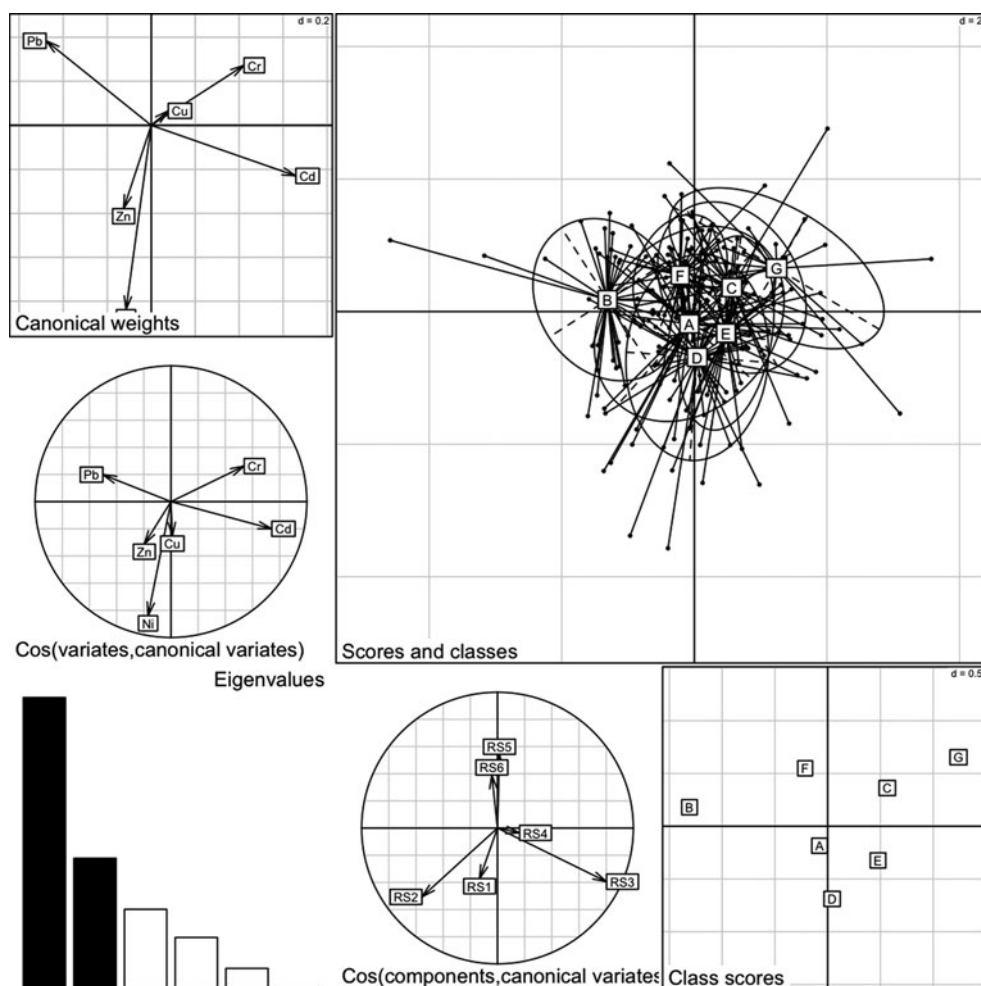 d = 0.2
Pb
Cr
Cu
Cd
Zn
Canonical weights
d = 2
F
G
C
B
A
E
D
Scores and classes
Pb
Cr
Cd
Zn
Cu
Ni
Cos(variates,canonical variates)
Eigenvalues
RS5
RS6
RS4
RS3
RS1
RS2
Cos(components,canonical variates
d = 0.5
G
F
C
B
A
E
D
Class scores